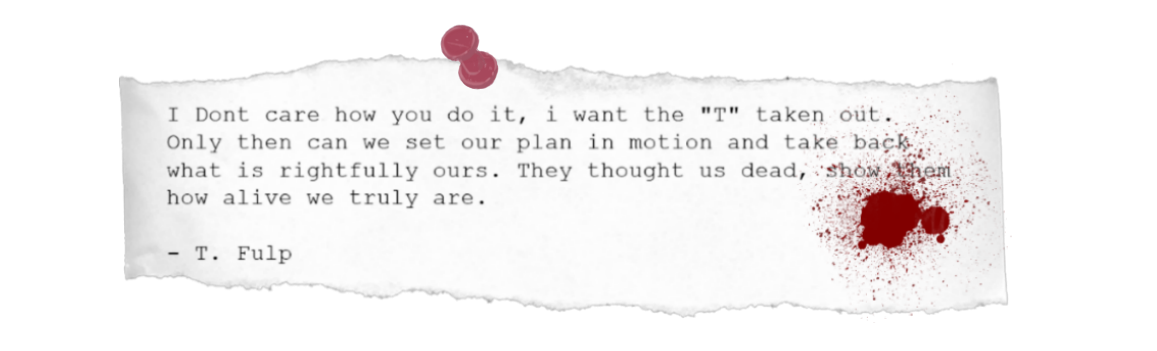 I Dont care how you do it, i want the "T" taken out.
Only then can we set our plan in motion and take back
what is rightfully ours. They thought us dead, show them
how alive we truly are.
- T. Fulp